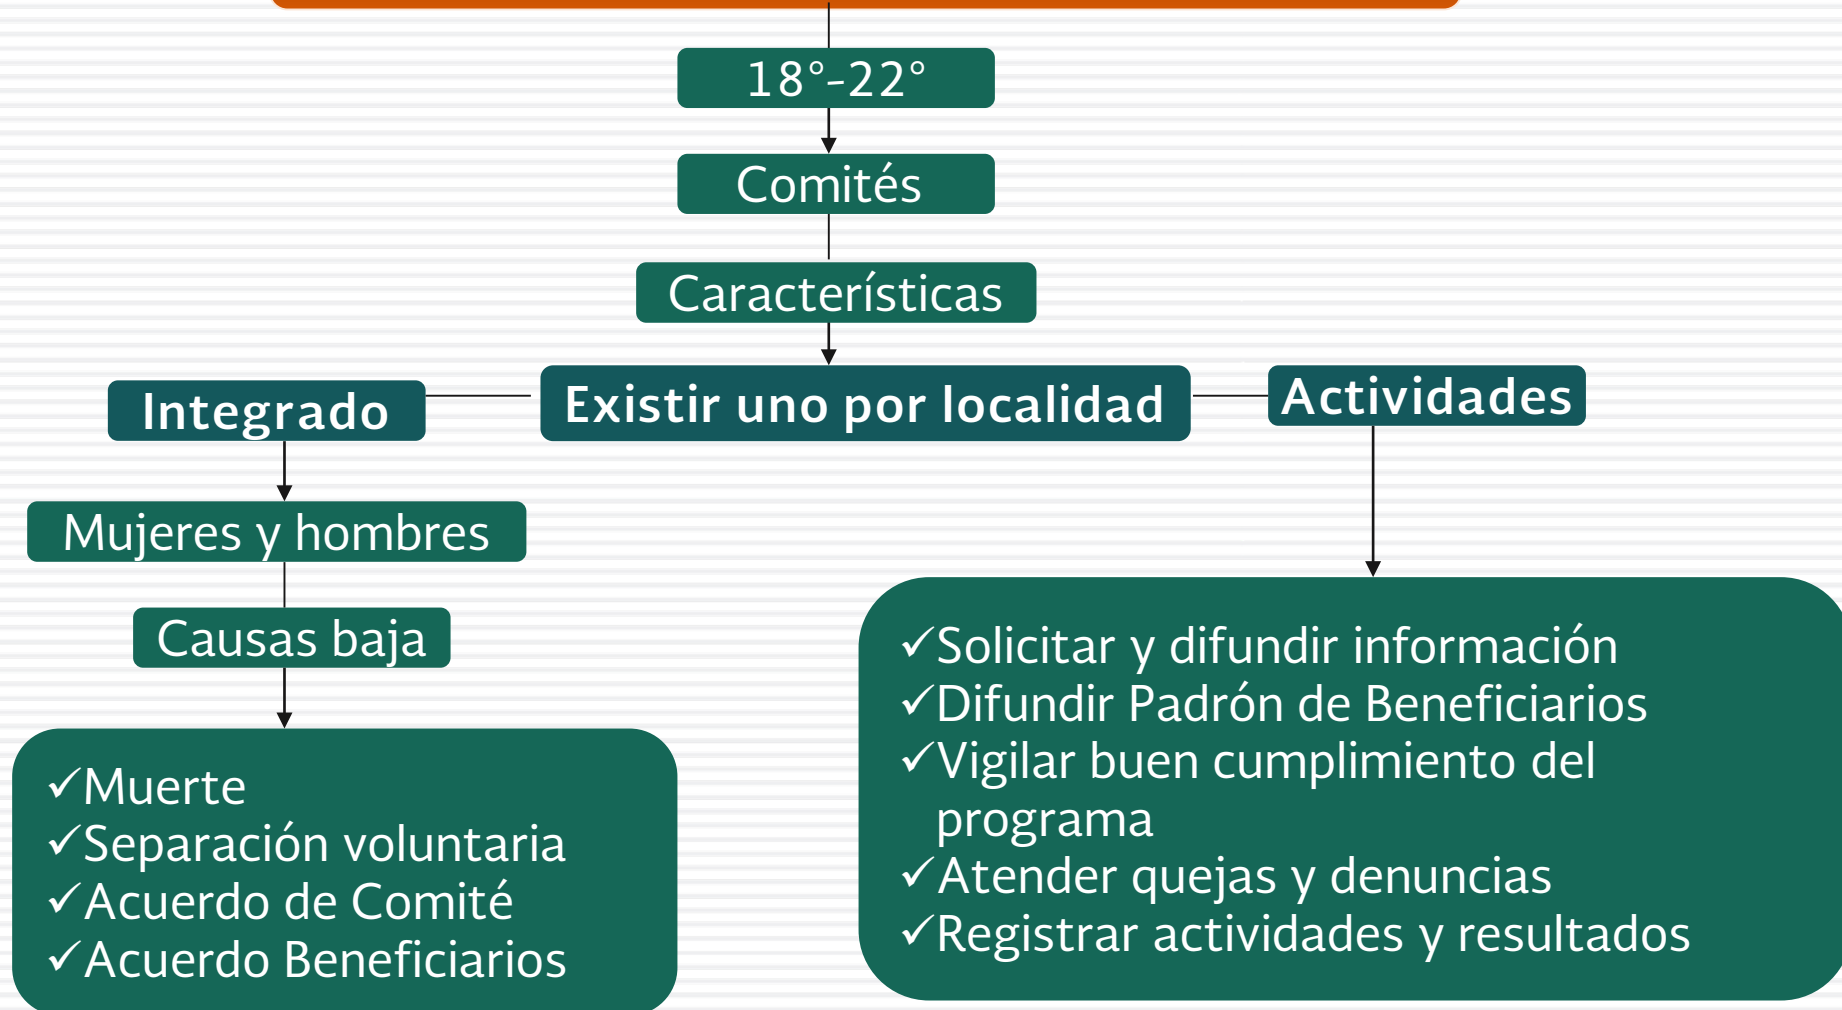 18°-22°
Comités
Características
Integrado
Existir uno por localidad
Actividades
Mujeres y hombres
Causas baja
✓Muerte
✓Separación voluntaria
✓Acuerdo de Comité
✓Acuerdo Beneficiarios
✓Solicitar y difundir información
✓Difundir Padrón de Beneficiarios
✓Vigilar buen cumplimiento del
programa
✓Atender quejas y denuncias
✓Registrar actividades y resultados